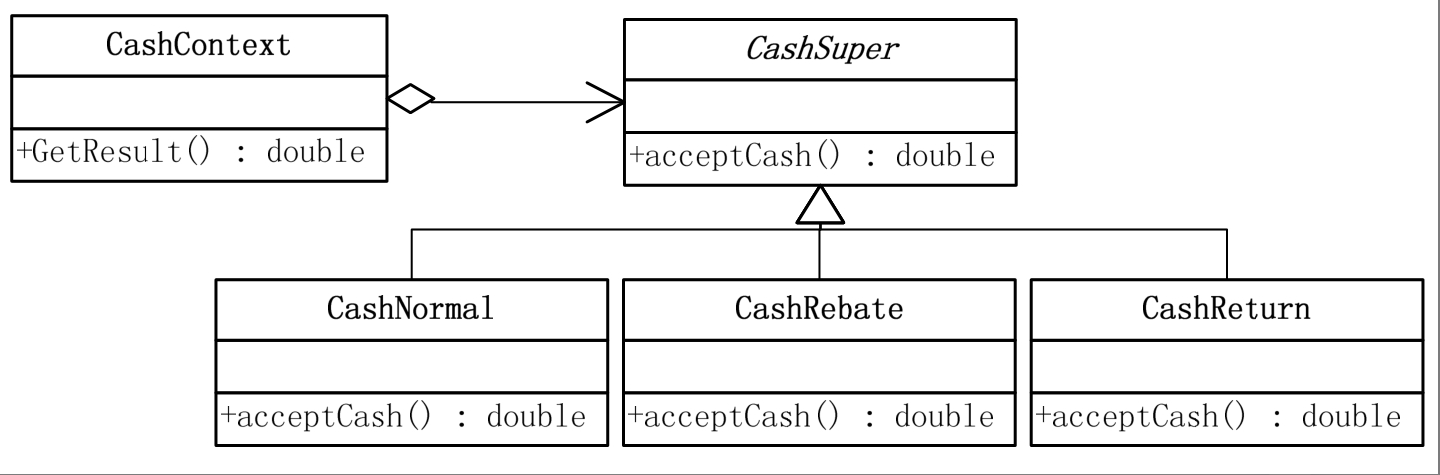 CashContext
+GetResult() : double
CashSuper
+acceptCash() : double
CashNormal
+acceptCash() : double
CashRebate
+acceptCash() : double
CashReturn
+acceptCash() : double